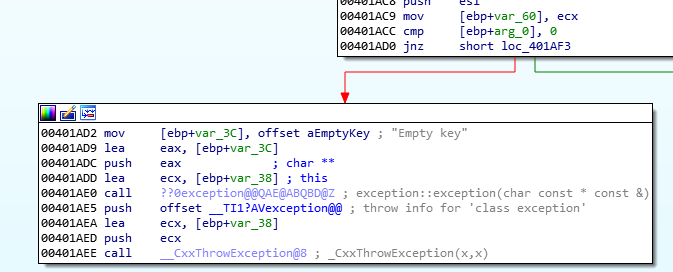 00401AC8 push    esi
00401AC9 mov     [ebp+var_60], ecx
00401ACC cmp     [ebp+arg_0], 0
00401AD0 jnz     short loc_401AF3
00401AD2 mov     [ebp+var_3C], offset aEmptyKey ; "Empty key"
00401AD9 lea     eax, [ebp+var_3C]
00401ADC push    eax             ; char **
00401ADD lea     ecx, [ebp+var_38] ; this
00401AE0 call    ??0exception@@QAE@ABQBD@Z ; exception::exception(char const * const &)
00401AE5 push    offset __TI1?AVexception@@ ; throw info for 'class exception'
00401AEA lea     ecx, [ebp+var_38]
00401AED push    ecx
00401AEE call    __CxxThrowException@8 ; _CxxThrowException(x,x)